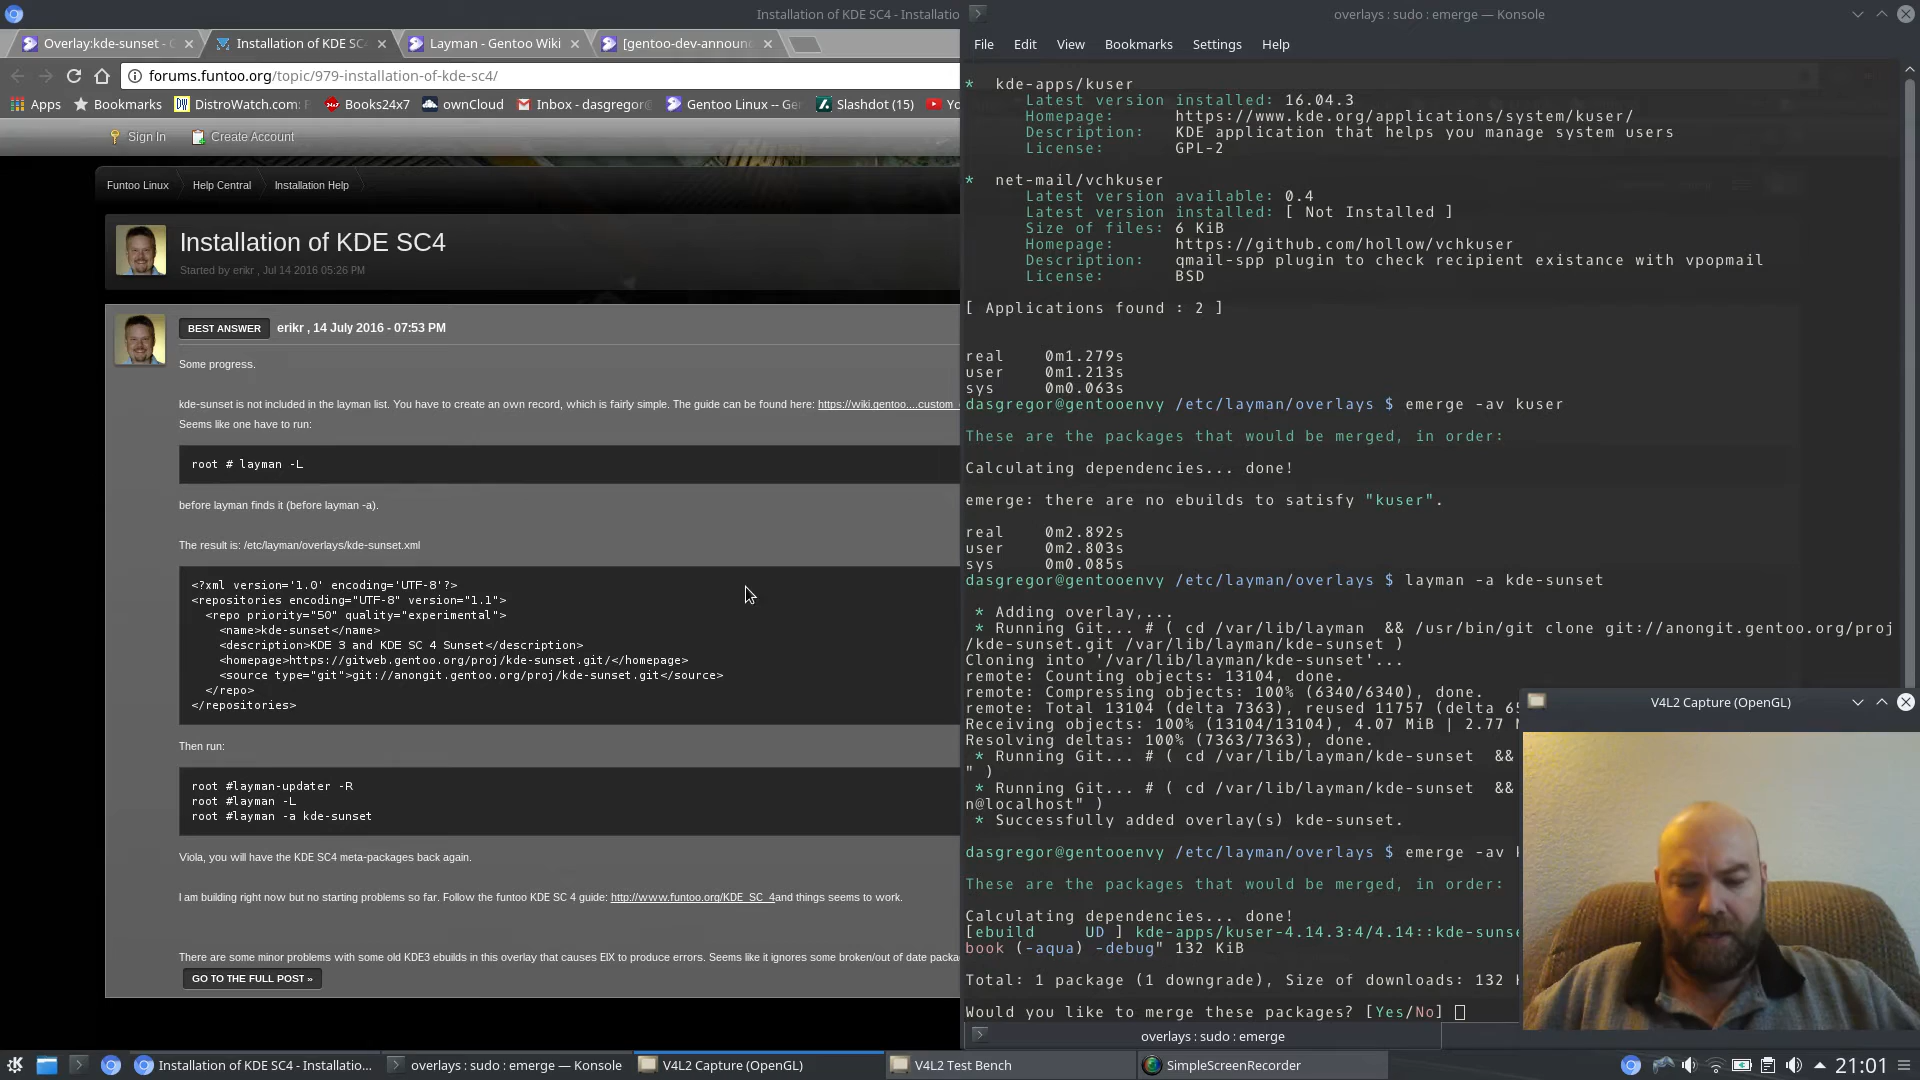 Installation of KDE SC4 - Installatio
overlays : sudo : emerge — Konsole
Overlay:kde-sunset - G
Installation of KDE SC
Layman - Gentoo Wiki
[gentoo-dev-announ
File Edit View Bookmarks Settings Help
forums.funtoo.org/topic/979-installation-of-kde-sc4/
Apps Bookmarks DistroWatch.com: Books24x7 ownCloud Inbox - dasgregor@ Gentoo Linux -- Ge Slashdot (15) Yo
Sign In Create Account
Funtoo Linux Help Central Installation Help
Installation of KDE SC4
Started by erikr , Jul 14 2016 05:26 PM
BEST ANSWER erikr , 14 July 2016 - 07:53 PM
Some progress.
kde-sunset is not included in the layman list. You have to create an own record, which is fairly simple. The guide can be found here: https://wiki.gentoo....custom_
Seems like one have to run:
root # layman -L
before layman finds it (before layman -a).
The result is: /etc/layman/overlays/kde-sunset.xml
<?xml version='1.0' encoding='UTF-8'?>
<repositories encoding="UTF-8" version="1.1">
<repo priority="50" quality="experimental">
<name>kde-sunset</name>
<description>KDE 3 and KDE SC 4 Sunset</description>
<homepage>https://gitweb.gentoo.org/proj/kde-sunset.git/</homepage>
<source type="git">git://anongit.gentoo.org/proj/kde-sunset.git</source>
</repo>
</repositories>
Then run:
root #layman-updater -R
root #layman -L
root #layman -a kde-sunset
Viola, you will have the KDE SC4 meta-packages back again.
I am building right now but no starting problems so far. Follow the funtoo KDE SC 4 guide: http://www.funtoo.org/KDE_SC_4and things seems to work.
There are some minor problems with some old KDE3 ebuilds in this overlay that causes EIX to produce errors. Seems like it ignores some broken/out of date packa
GO TO THE FULL POST »
* kde-apps/kuser
Latest version installed: 16.04.3
Homepage: https://www.kde.org/applications/system/kuser/
Description: KDE application that helps you manage system users
License: GPL-2
* net-mail/vchkuser
Latest version available: 0.4
Latest version installed: [ Not Installed ]
Size of files: 6 KiB
Homepage: https://github.com/hollow/vchkuser
Description: qmail-spp plugin to check recipient existance with vpopmail
License: BSD
[ Applications found : 2 ]
real 0m1.279s
user 0m1.213s
sys 0m0.063s
dasgregor@gentooenvy /etc/layman/overlays $ emerge -av kuser
These are the packages that would be merged, in order:
Calculating dependencies... done!
emerge: there are no ebuilds to satisfy "kuser".
real 0m2.892s
user 0m2.803s
sys 0m0.085s
dasgregor@gentooenvy /etc/layman/overlays $ layman -a kde-sunset
* Adding overlay,...
* Running Git... # ( cd /var/lib/layman && /usr/bin/git clone git://anongit.gentoo.org/proj
/kde-sunset.git /var/lib/layman/kde-sunset )
Cloning into '/var/lib/layman/kde-sunset'...
remote: Counting objects: 13104, done.
remote: Compressing objects: 100% (6340/6340), done.
remote: Total 13104 (delta 7363), reused 11757 (delta 6
Receiving objects: 100% (13104/13104), 4.07 MiB | 2.77
Resolving deltas: 100% (7363/7363), done.
* Running Git... # ( cd /var/lib/layman/kde-sunset &&
" )
* Running Git... # ( cd /var/lib/layman/kde-sunset &&
n@localhost" )
* Successfully added overlay(s) kde-sunset.
dasgregor@gentooenvy /etc/layman/overlays $ emerge -av
These are the packages that would be merged, in order:
Calculating dependencies... done!
[ebuild UD ] kde-apps/kuser-4.14.3:4/4.14::kde-suns
book (-aqua) -debug" 132 KiB
Total: 1 package (1 downgrade), Size of downloads: 132
Would you like to merge these packages? [Yes/No]
V4L2 Capture (OpenGL)
overlays : sudo : emerge
Installation of KDE SC4 - Installatio...
overlays : sudo : emerge — Konsole
V4L2 Capture (OpenGL)
V4L2 Test Bench
SimpleScreenRecorder
21:01